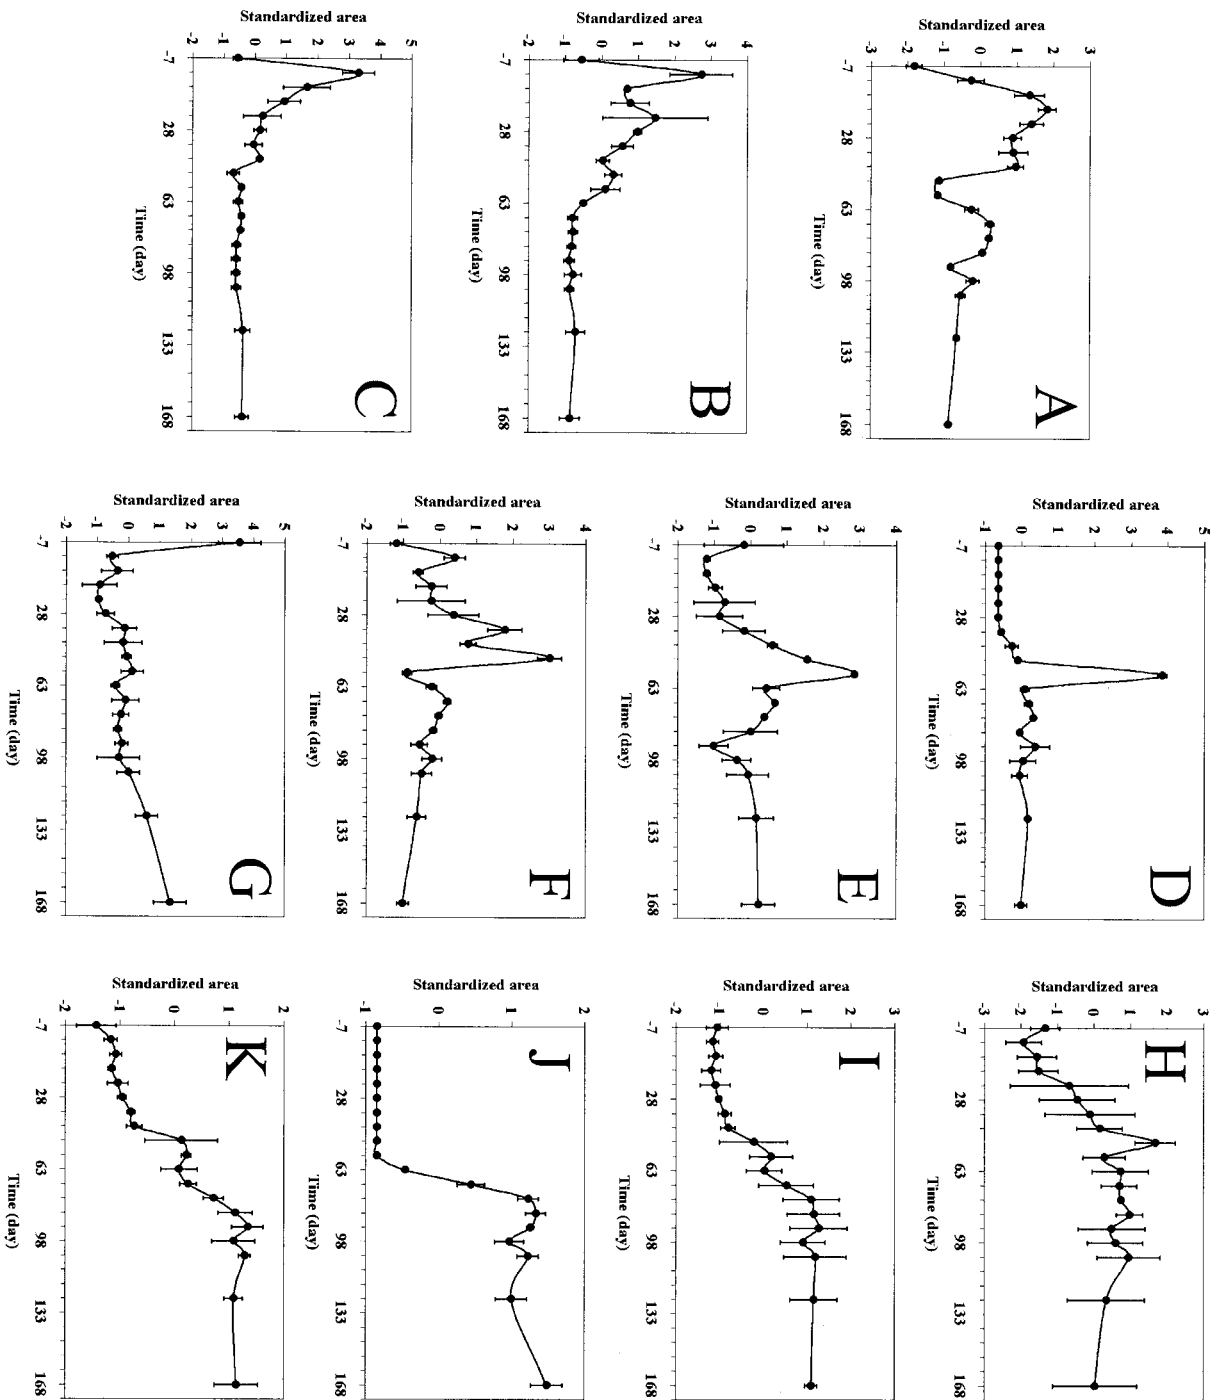 A
Standardized area
-3 -2 -1 0 1 2 3
-7 28 63 98 133 168
Time (day)
B
Standardized area
-2 -1 0 1 2 3 4
-7 28 63 98 133 168
Time (day)
C
Standardized area
-2 -1 0 1 2 3 4 5
-7 28 63 98 133 168
Time (day)
D
Standardized area
-1 0 1 2 3 4 5
-7 28 63 98 133 168
Time (day)
E
Standardized area
-2 -1 0 1 2 3 4
-7 28 63 98 133 168
Time (day)
F
Standardized area
-2 -1 0 1 2 3 4
-7 28 63 98 133 168
Time (day)
G
Standardized area
-2 -1 0 1 2 3 4 5
-7 28 63 98 133 168
Time (day)
H
Standardized area
-3 -2 -1 0 1 2 3
-7 28 63 98 133 168
Time (day)
I
Standardized area
-2 -1 0 1 2 3
-7 28 63 98 133 168
Time (day)
J
Standardized area
-1 0 1 2
-7 28 63 98 133 168
Time (day)
K
Standardized area
-2 -1 0 1 2
-7 28 63 98 133 168
Time (day)